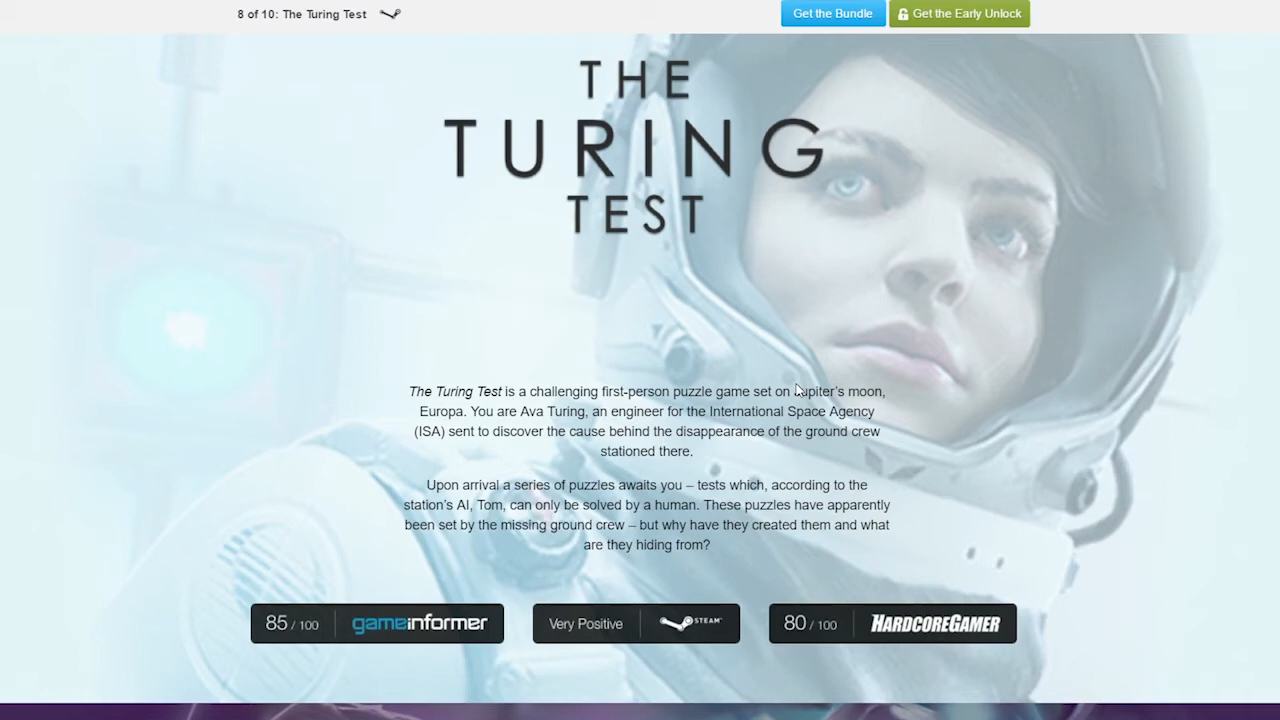 8 of 10: The Turing Test
Get the Bundle
Get the Early Unlock
THE
TURING
TEST
The Turing Test is a challenging first-person puzzle game set on Jupiter's moon,
Europa. You are Ava Turing, an engineer for the International Space Agency
(ISA) sent to discover the cause behind the disappearance of the ground crew
stationed there.
Upon arrival a series of puzzles awaits you – tests which, according to the
station's AI, Tom, can only be solved by a human. These puzzles have apparently
been set by the missing ground crew – but why have they created them and what
are they hiding from?
85 / 100 gameinformer
Very Positive STEAM
80 / 100 HARDCOREGAMER